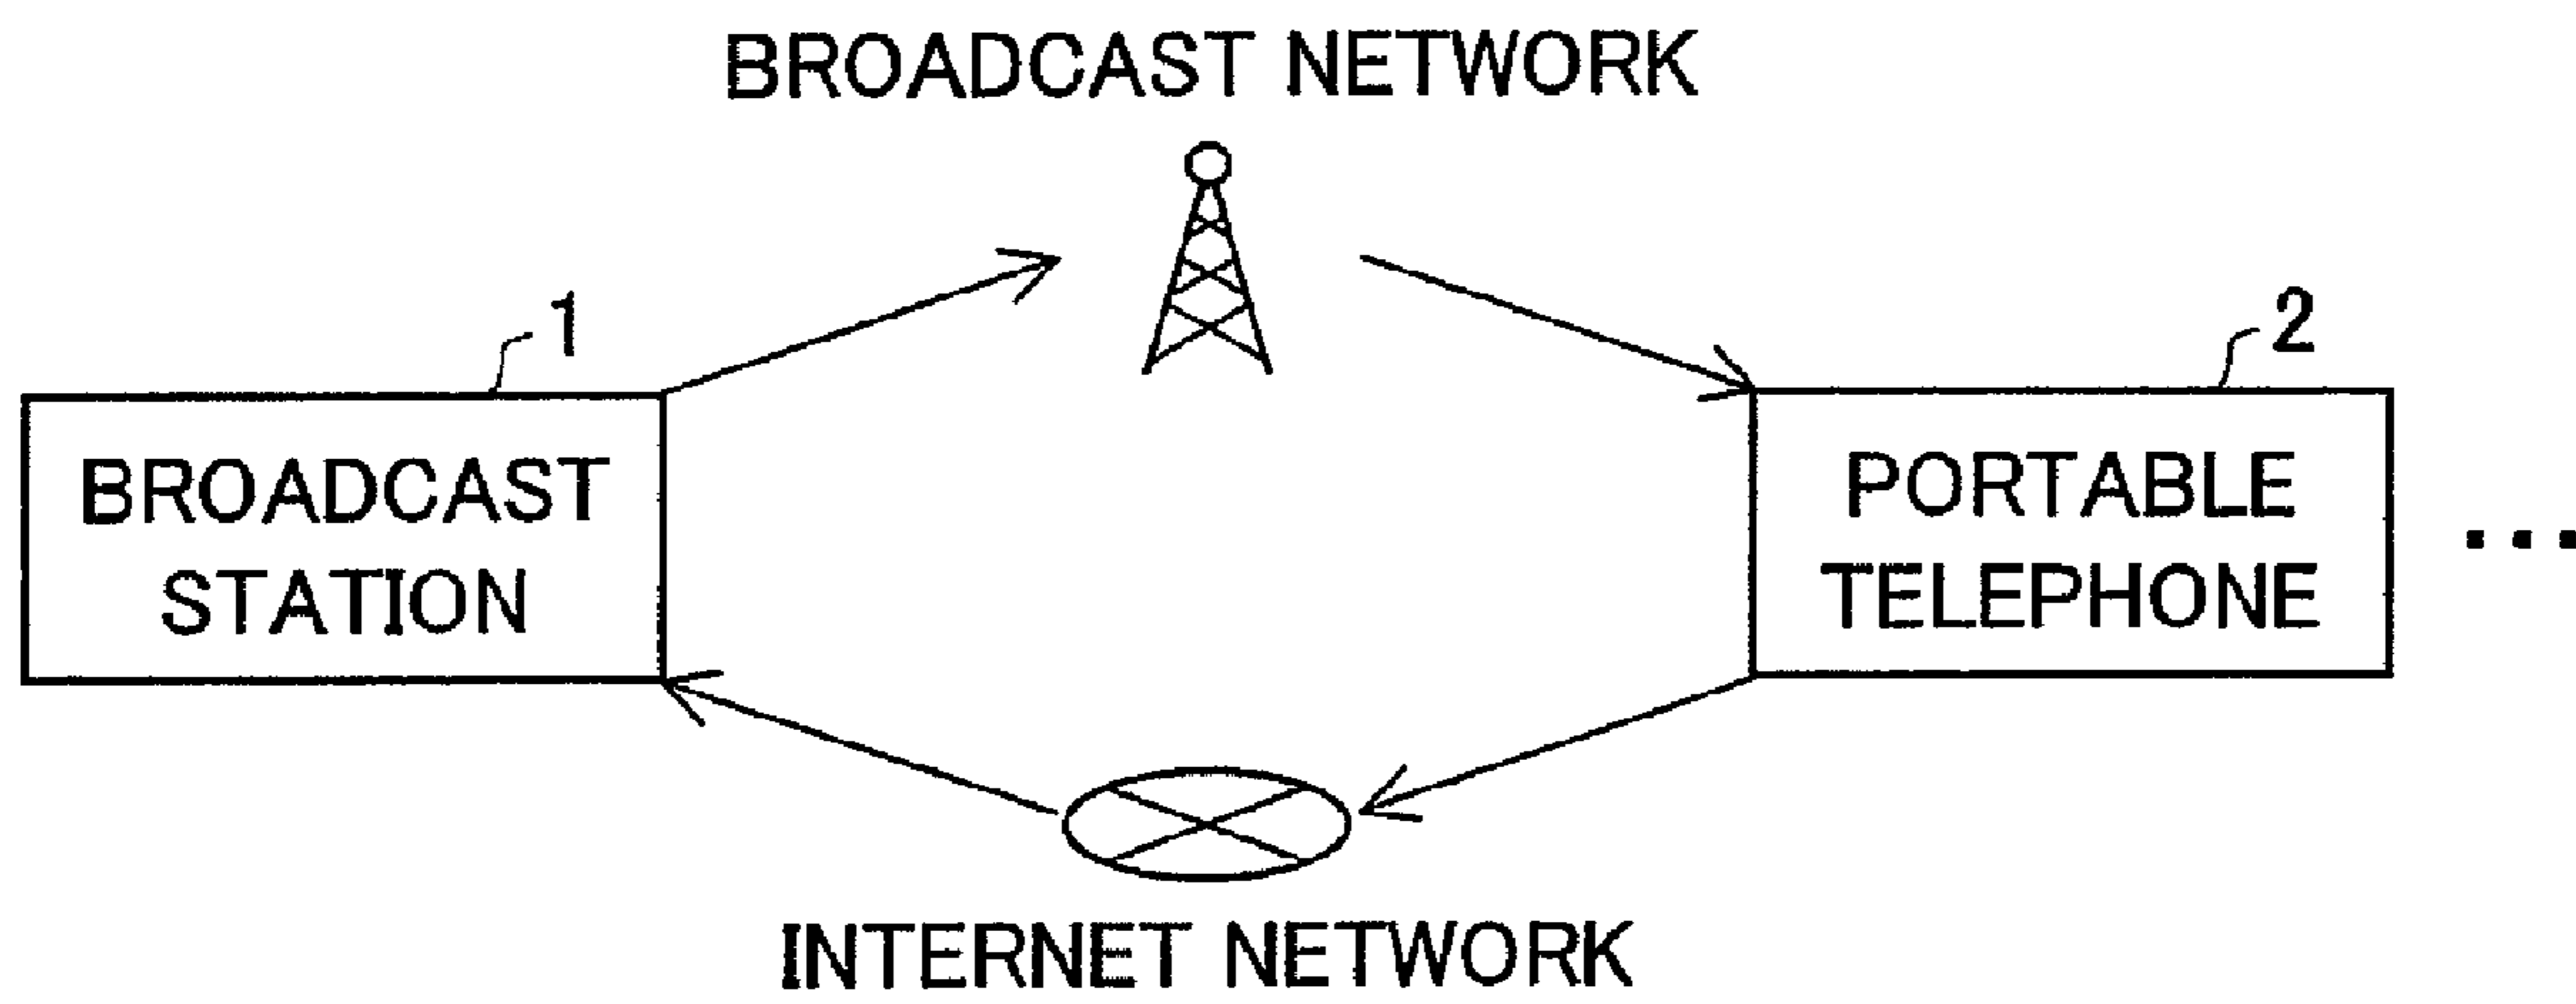 BROADCAST NETWORK
1
2
BROADCAST
STATION
PORTABLE
TELEPHONE
...
INTERNET NETWORK